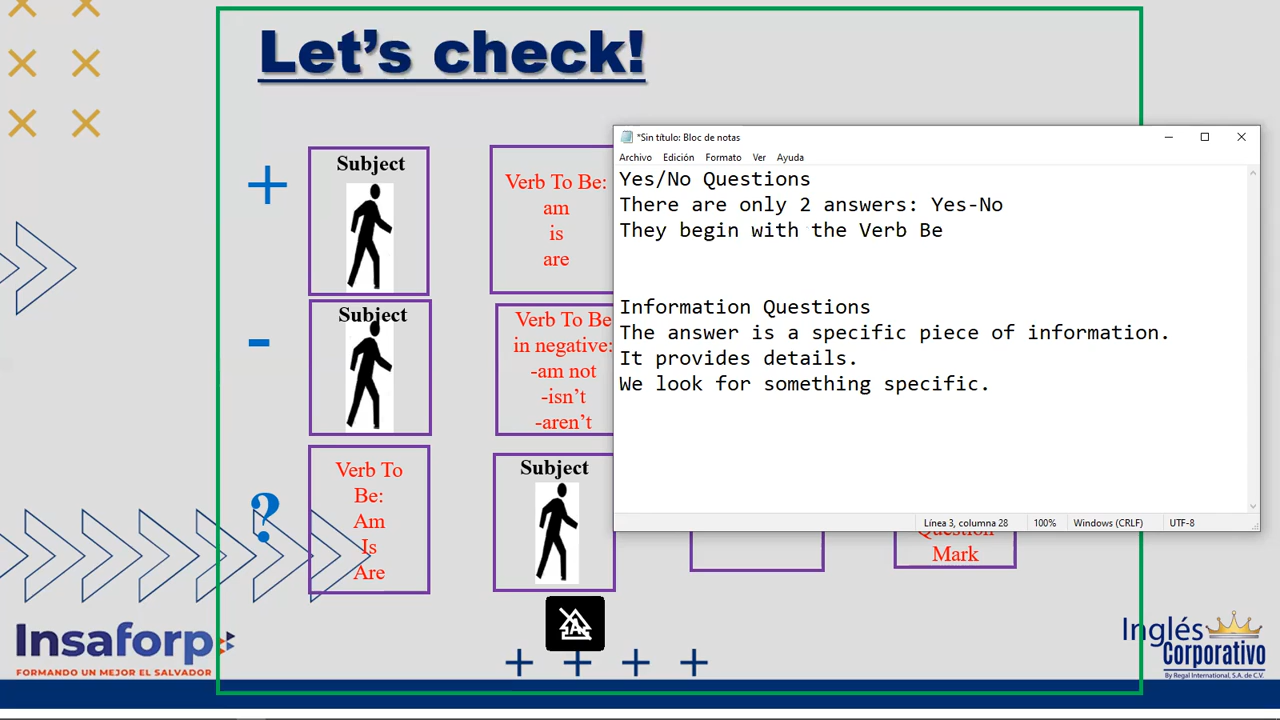 Let's check!
+
Subject
Verb To Be:
am
is
are
-
Subject
Verb To Be
in negative:
-am not
-isn't
-aren't
?
Verb To
Be:
Am
Is
Are
Subject
Question
Mark
*Sin título: Bloc de notas
Archivo Edición Formato Ver Ayuda
Yes/No Questions
There are only 2 answers: Yes-No
They begin with the Verb Be
Information Questions
The answer is a specific piece of information.
It provides details.
We look for something specific.
Línea 3, columna 28 100% Windows (CRLF) UTF-8
Insaforp
FORMANDO UN MEJOR EL SALVADOR
Inglés
Corporativo
By Regal International, S.A. de C.V.